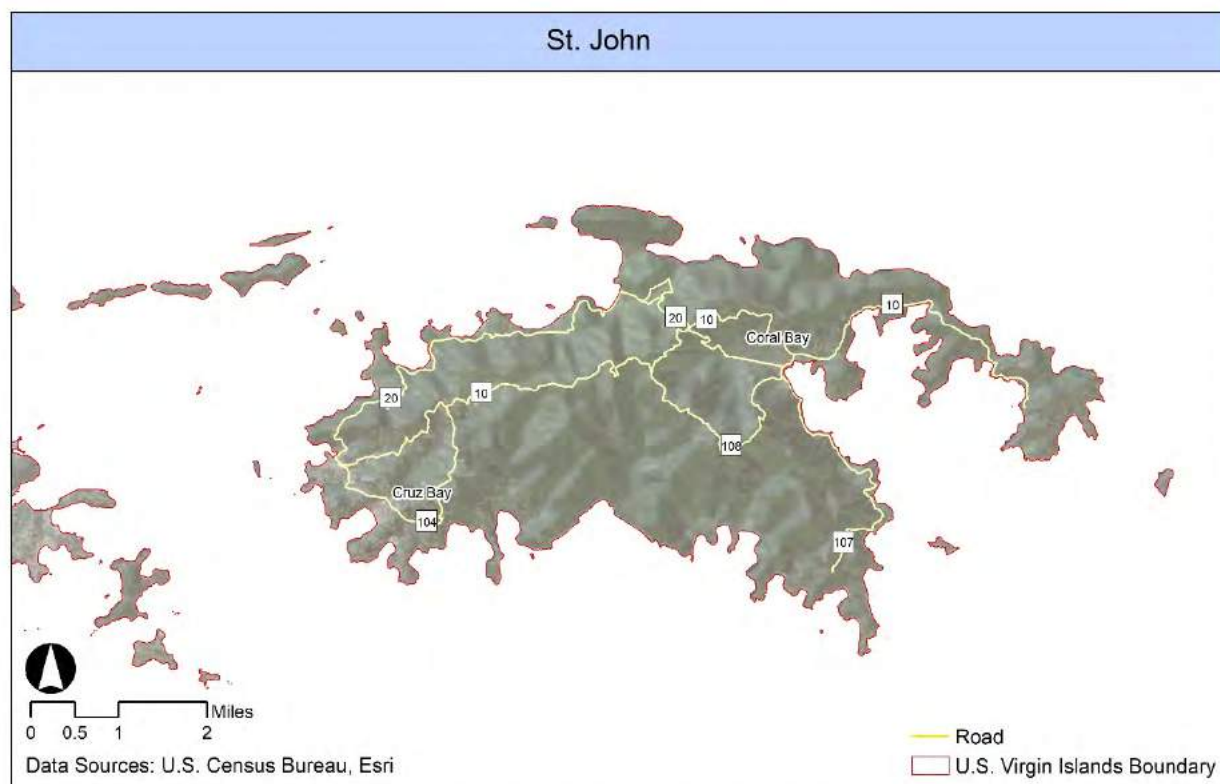 St. John
10
20
10
Coral Bay
20
10
108
Cruz Bay
104
107
Miles
0 0.5 1 2
Road
Data Sources: U.S. Census Bureau, Esri
U.S. Virgin Islands Boundary